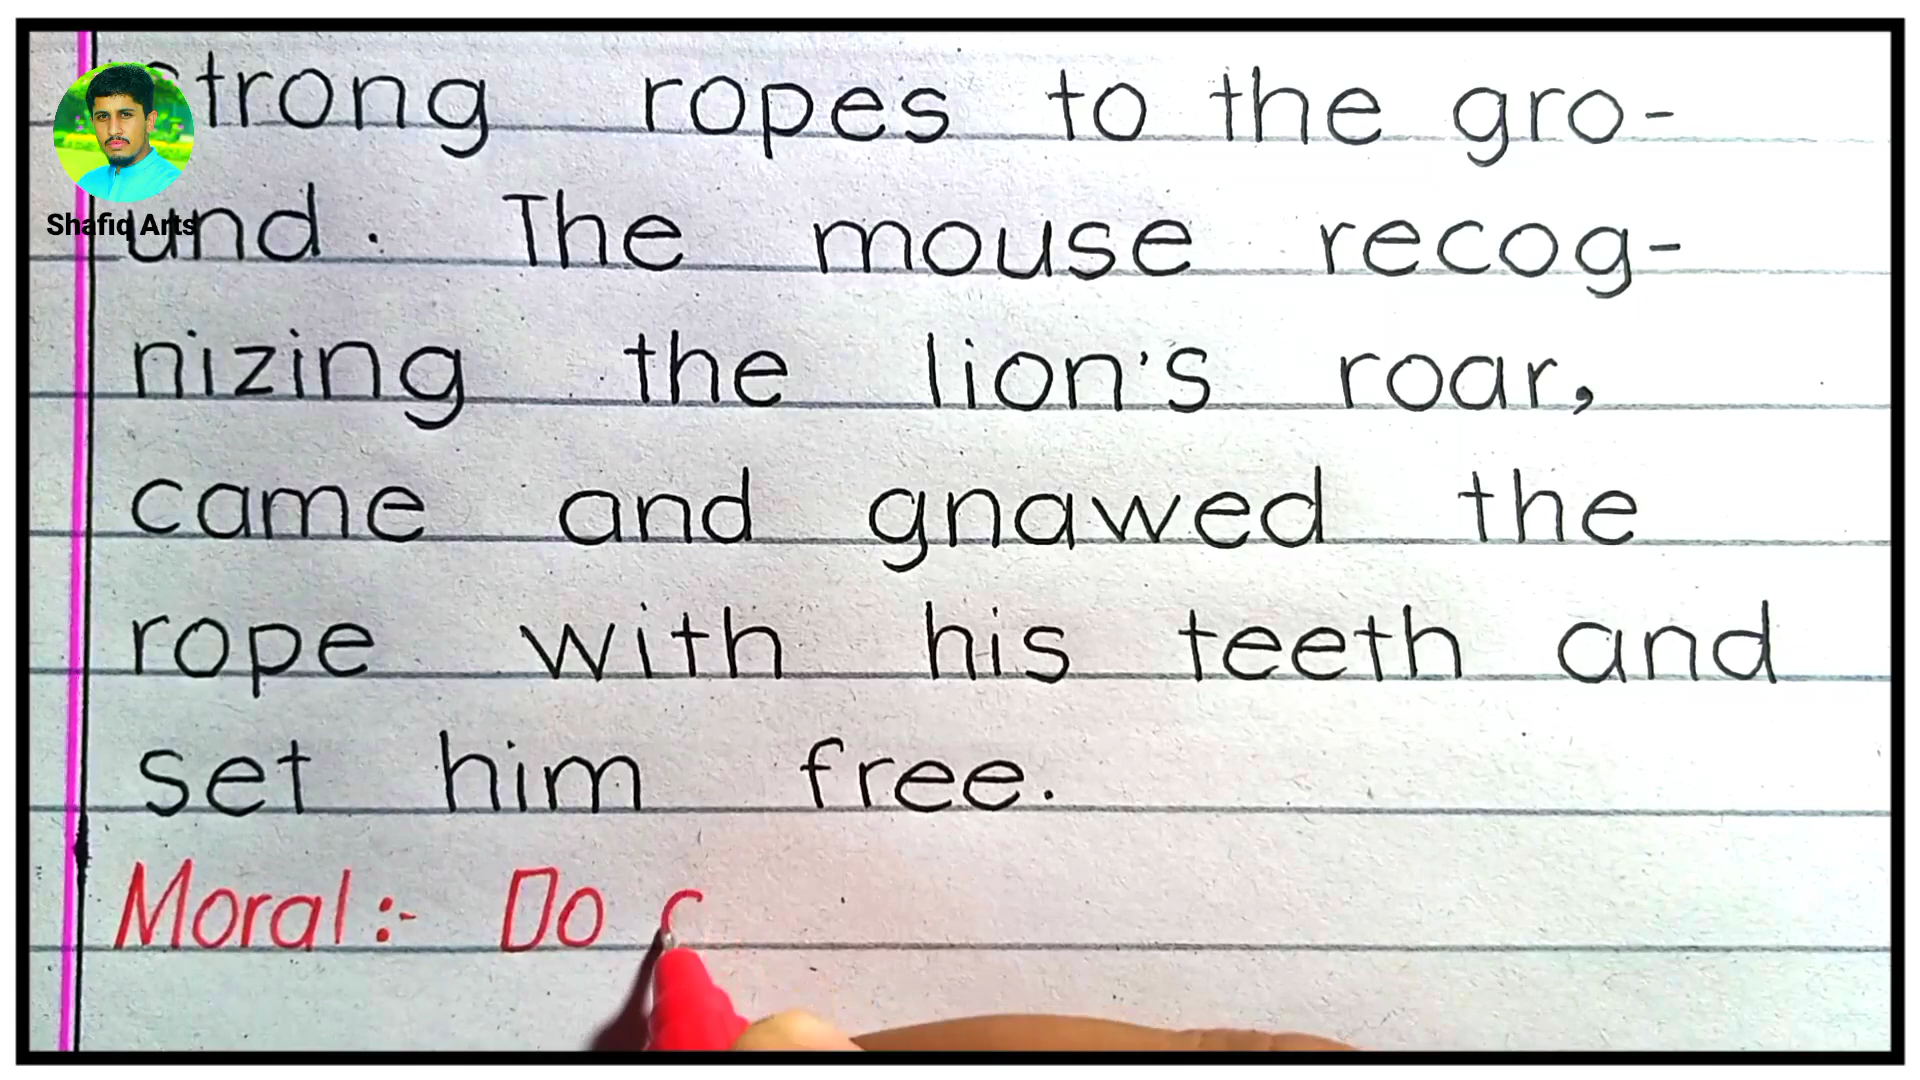 strong ropes to the gro-
und. The mouse recog-
nizing the lion's roar,
came and gnawed the
rope with his teeth and
set him free.
Moral:- Do
Shafiq Arts